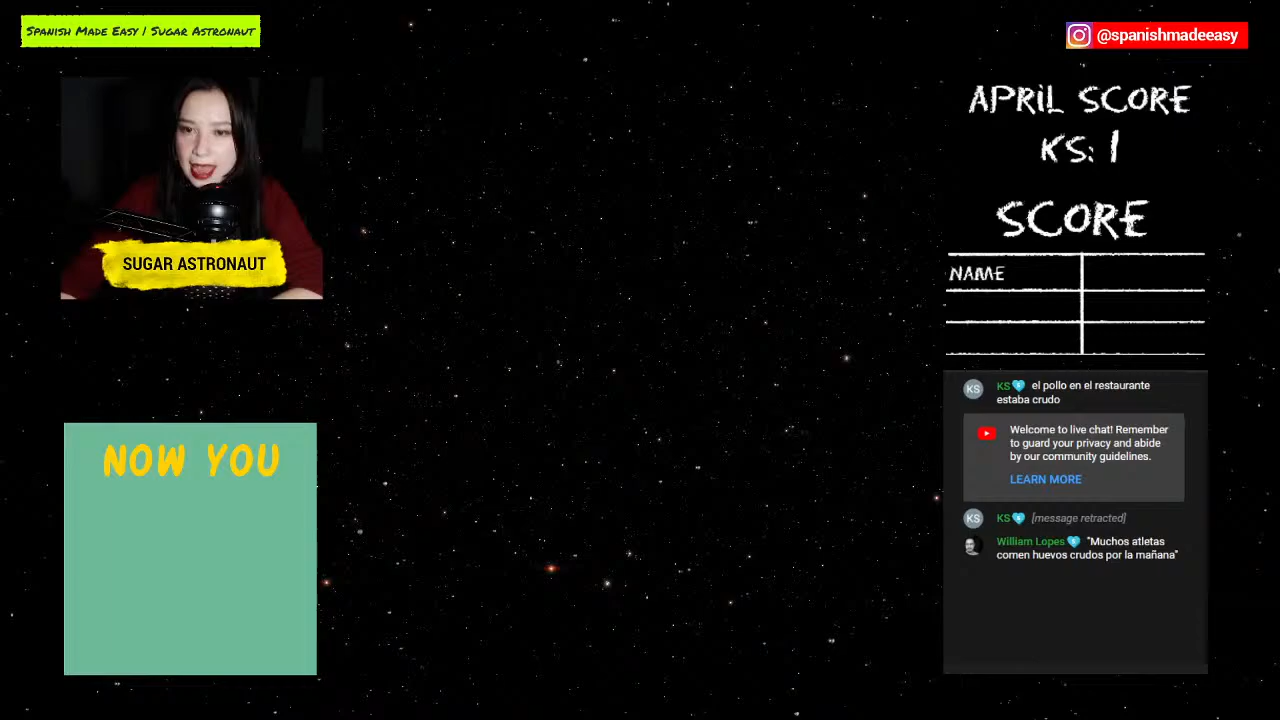 Spanish Made Easy | Sugar Astronaut
@spanishmadeeasy
SUGAR ASTRONAUT
NOW YOU
APRIL SCORE
KS: 1
SCORE
NAME
KS KS el pollo en el restaurante
estaba crudo
Welcome to live chat! Remember
to guard your privacy and abide
by our community guidelines.
LEARN MORE
KS KS [message retracted]
William Lopes "Muchos atletas
comen huevos crudos por la mañana"